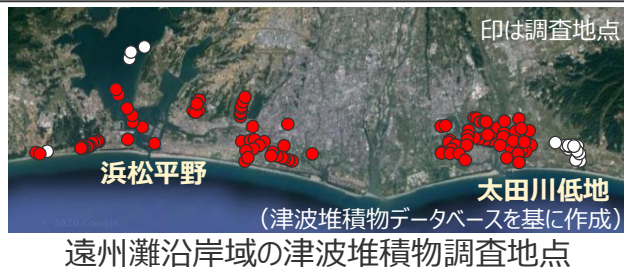 印は調査地点
浜松平野
太田川低地
（津波堆積物データベースを基に作成）
遠州灘沿岸域の津波堆積物調査地点